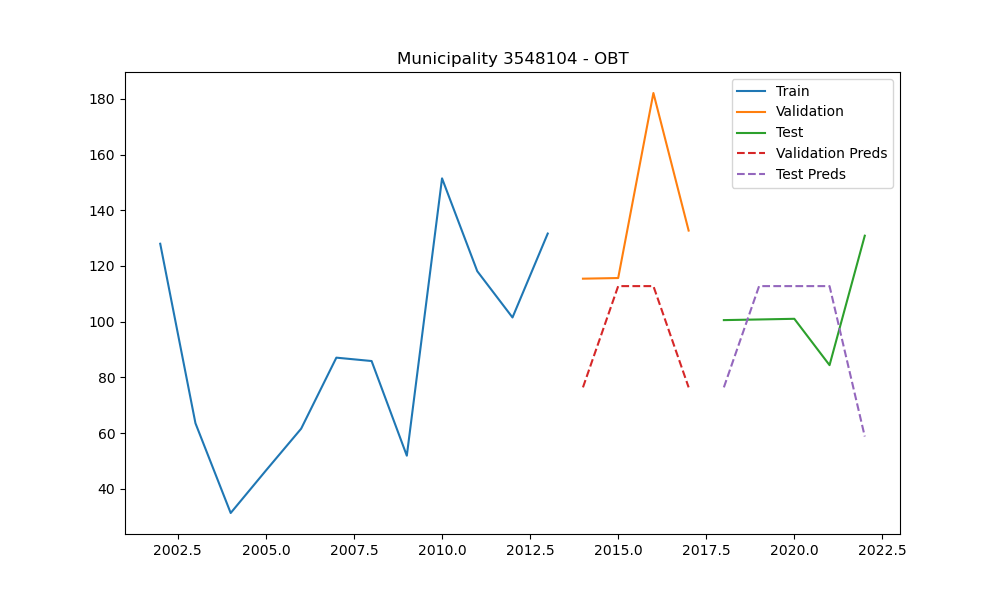 Municipality 3548104 - OBT
180
160
140
120
100
80
60
40
2002.5 2005.0 2007.5 2010.0 2012.5 2015.0 2017.5 2020.0 2022.5
Train
Validation
Test
Validation Preds
Test Preds